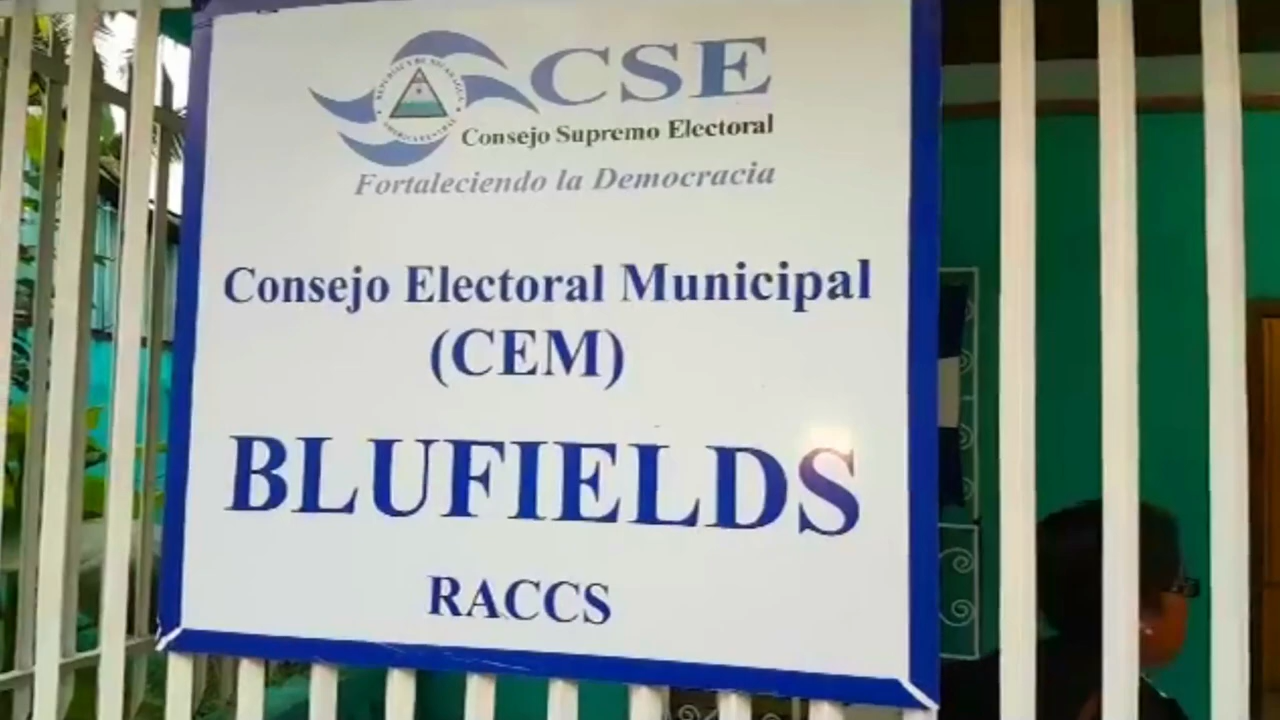 CSE
Consejo Supremo Electoral
Fortaleciendo la Democracia
Consejo Electoral Municipal
(CEM)
BLUFIELDS
RACCS